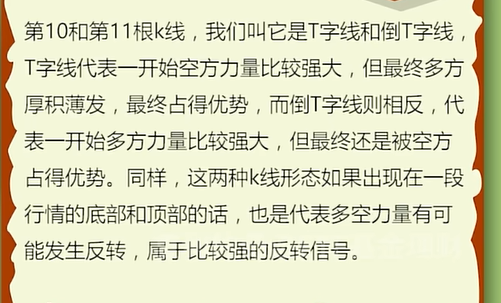 第10和第11根k线，我们叫它是T字线和倒T字线，
T字线代表一开始空方力量比较强大，但最终多方
厚积薄发，最终占得优势，而倒T字线则相反，代
表一开始多方力量比较强大，但最终还是被空方
占得优势。同样，这两种k线形态如果出现在一段
行情的底部和顶部的话，也是代表多空力量有可
能发生反转，属于比较强的反转信号。